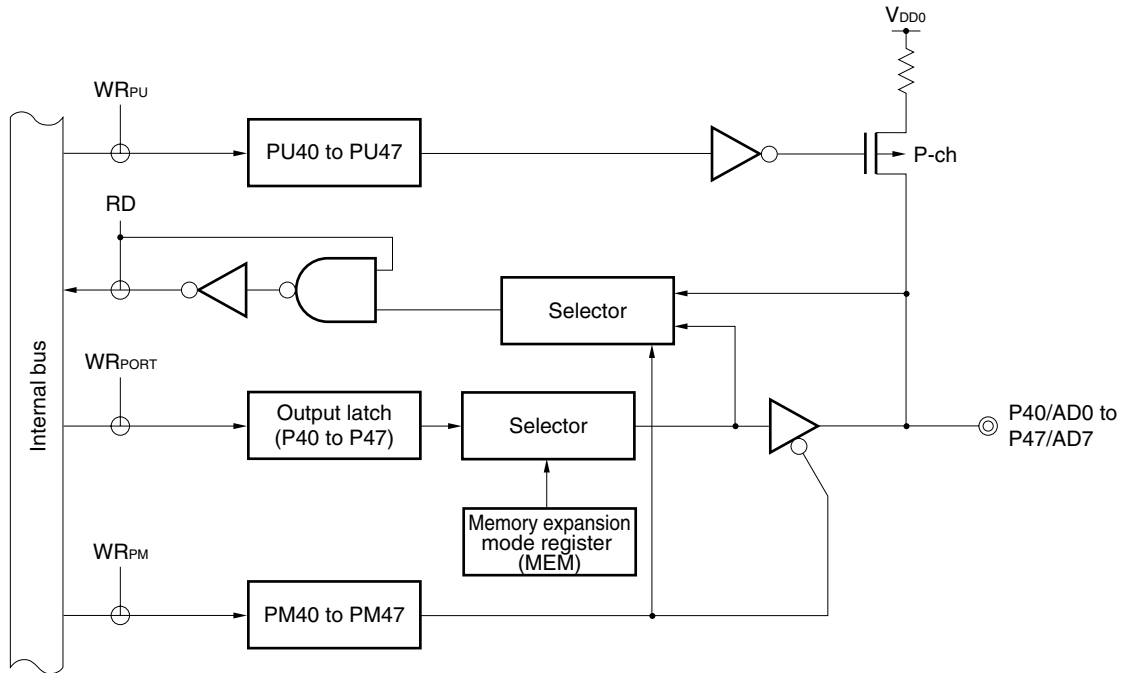 VDD0
WRPU
PU40 to PU47
P-ch
RD
Selector
Internal bus
WRPORT
Output latch
(P40 to P47)
Selector
P40/AD0 to
P47/AD7
Memory expansion
mode register
(MEM)
WRPM
PM40 to PM47